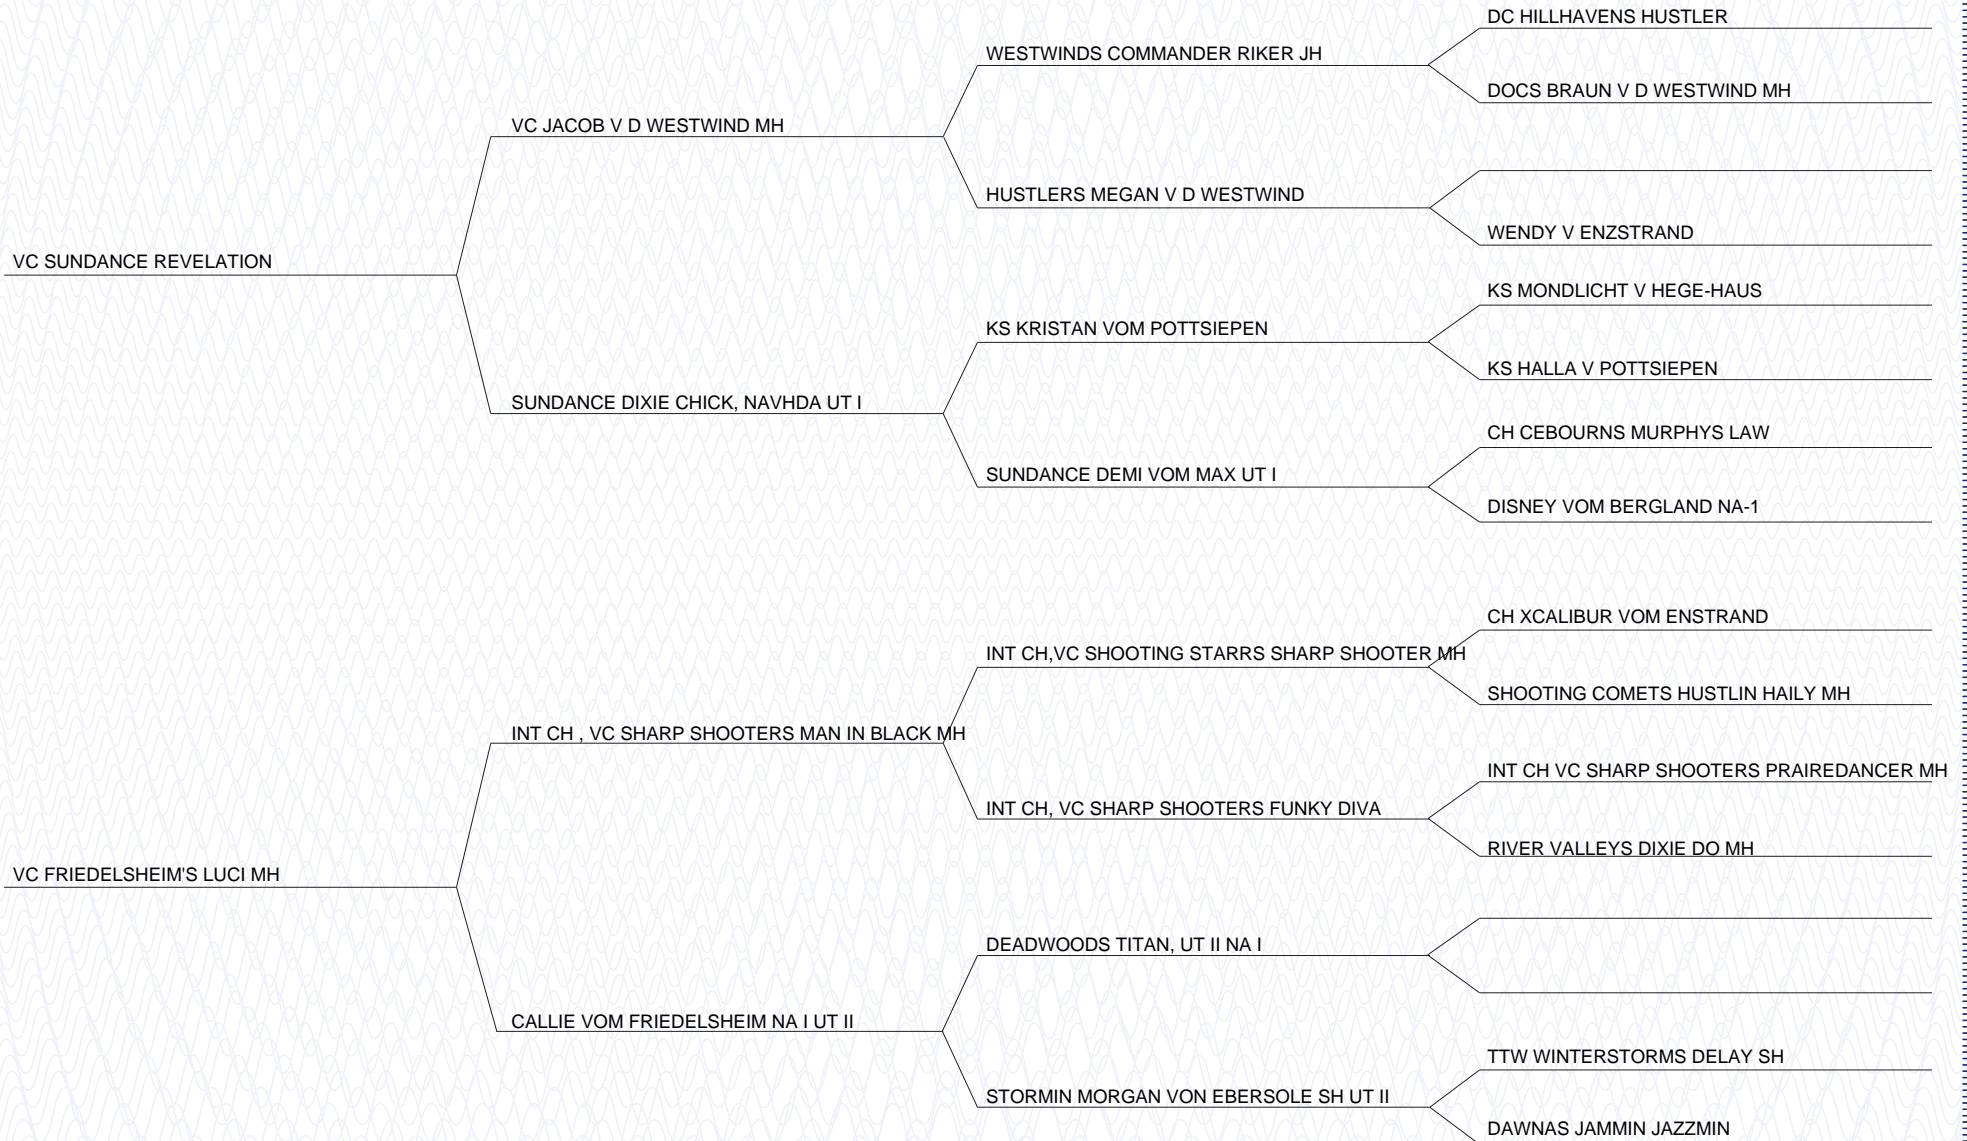 DC HILLHAVENS HUSTLER
WESTWINDS COMMANDER RIKER JH
DOCS BRAUN V D WESTWIND MH
VC JACOB V D WESTWIND MH
HUSTLERS MEGAN V D WESTWIND
WENDY V ENZSTRAND
VC SUNDANCE REVELATION
KS MONDLICHT V HEGE-HAUS
KS KRISTAN VOM POTTSIEPEN
KS HALLA V POTTSIEPEN
SUNDANCE DIXIE CHICK, NAVHDA UT I
CH CEBOURNS MURPHYS LAW
SUNDANCE DEMI VOM MAX UT I
DISNEY VOM BERGLAND NA-1
CH XCALIBUR VOM ENSTRAND
INT CH,VC SHOOTING STARRS SHARP SHOOTER MH
SHOOTING COMETS HUSTLIN HAILY MH
INT CH , VC SHARP SHOOTERS MAN IN BLACK MH
INT CH VC SHARP SHOOTERS PRAIREDANCER MH
INT CH, VC SHARP SHOOTERS FUNKY DIVA
RIVER VALLEYS DIXIE DO MH
VC FRIEDELSHEIM'S LUCI MH
DEADWOODS TITAN, UT II NA I
CALLIE VOM FRIEDELSHEIM NA I UT II
TTW WINTERSTORMS DELAY SH
STORMIN MORGAN VON EBERSOLE SH UT II
DAWNAS JAMMIN JAZZMIN